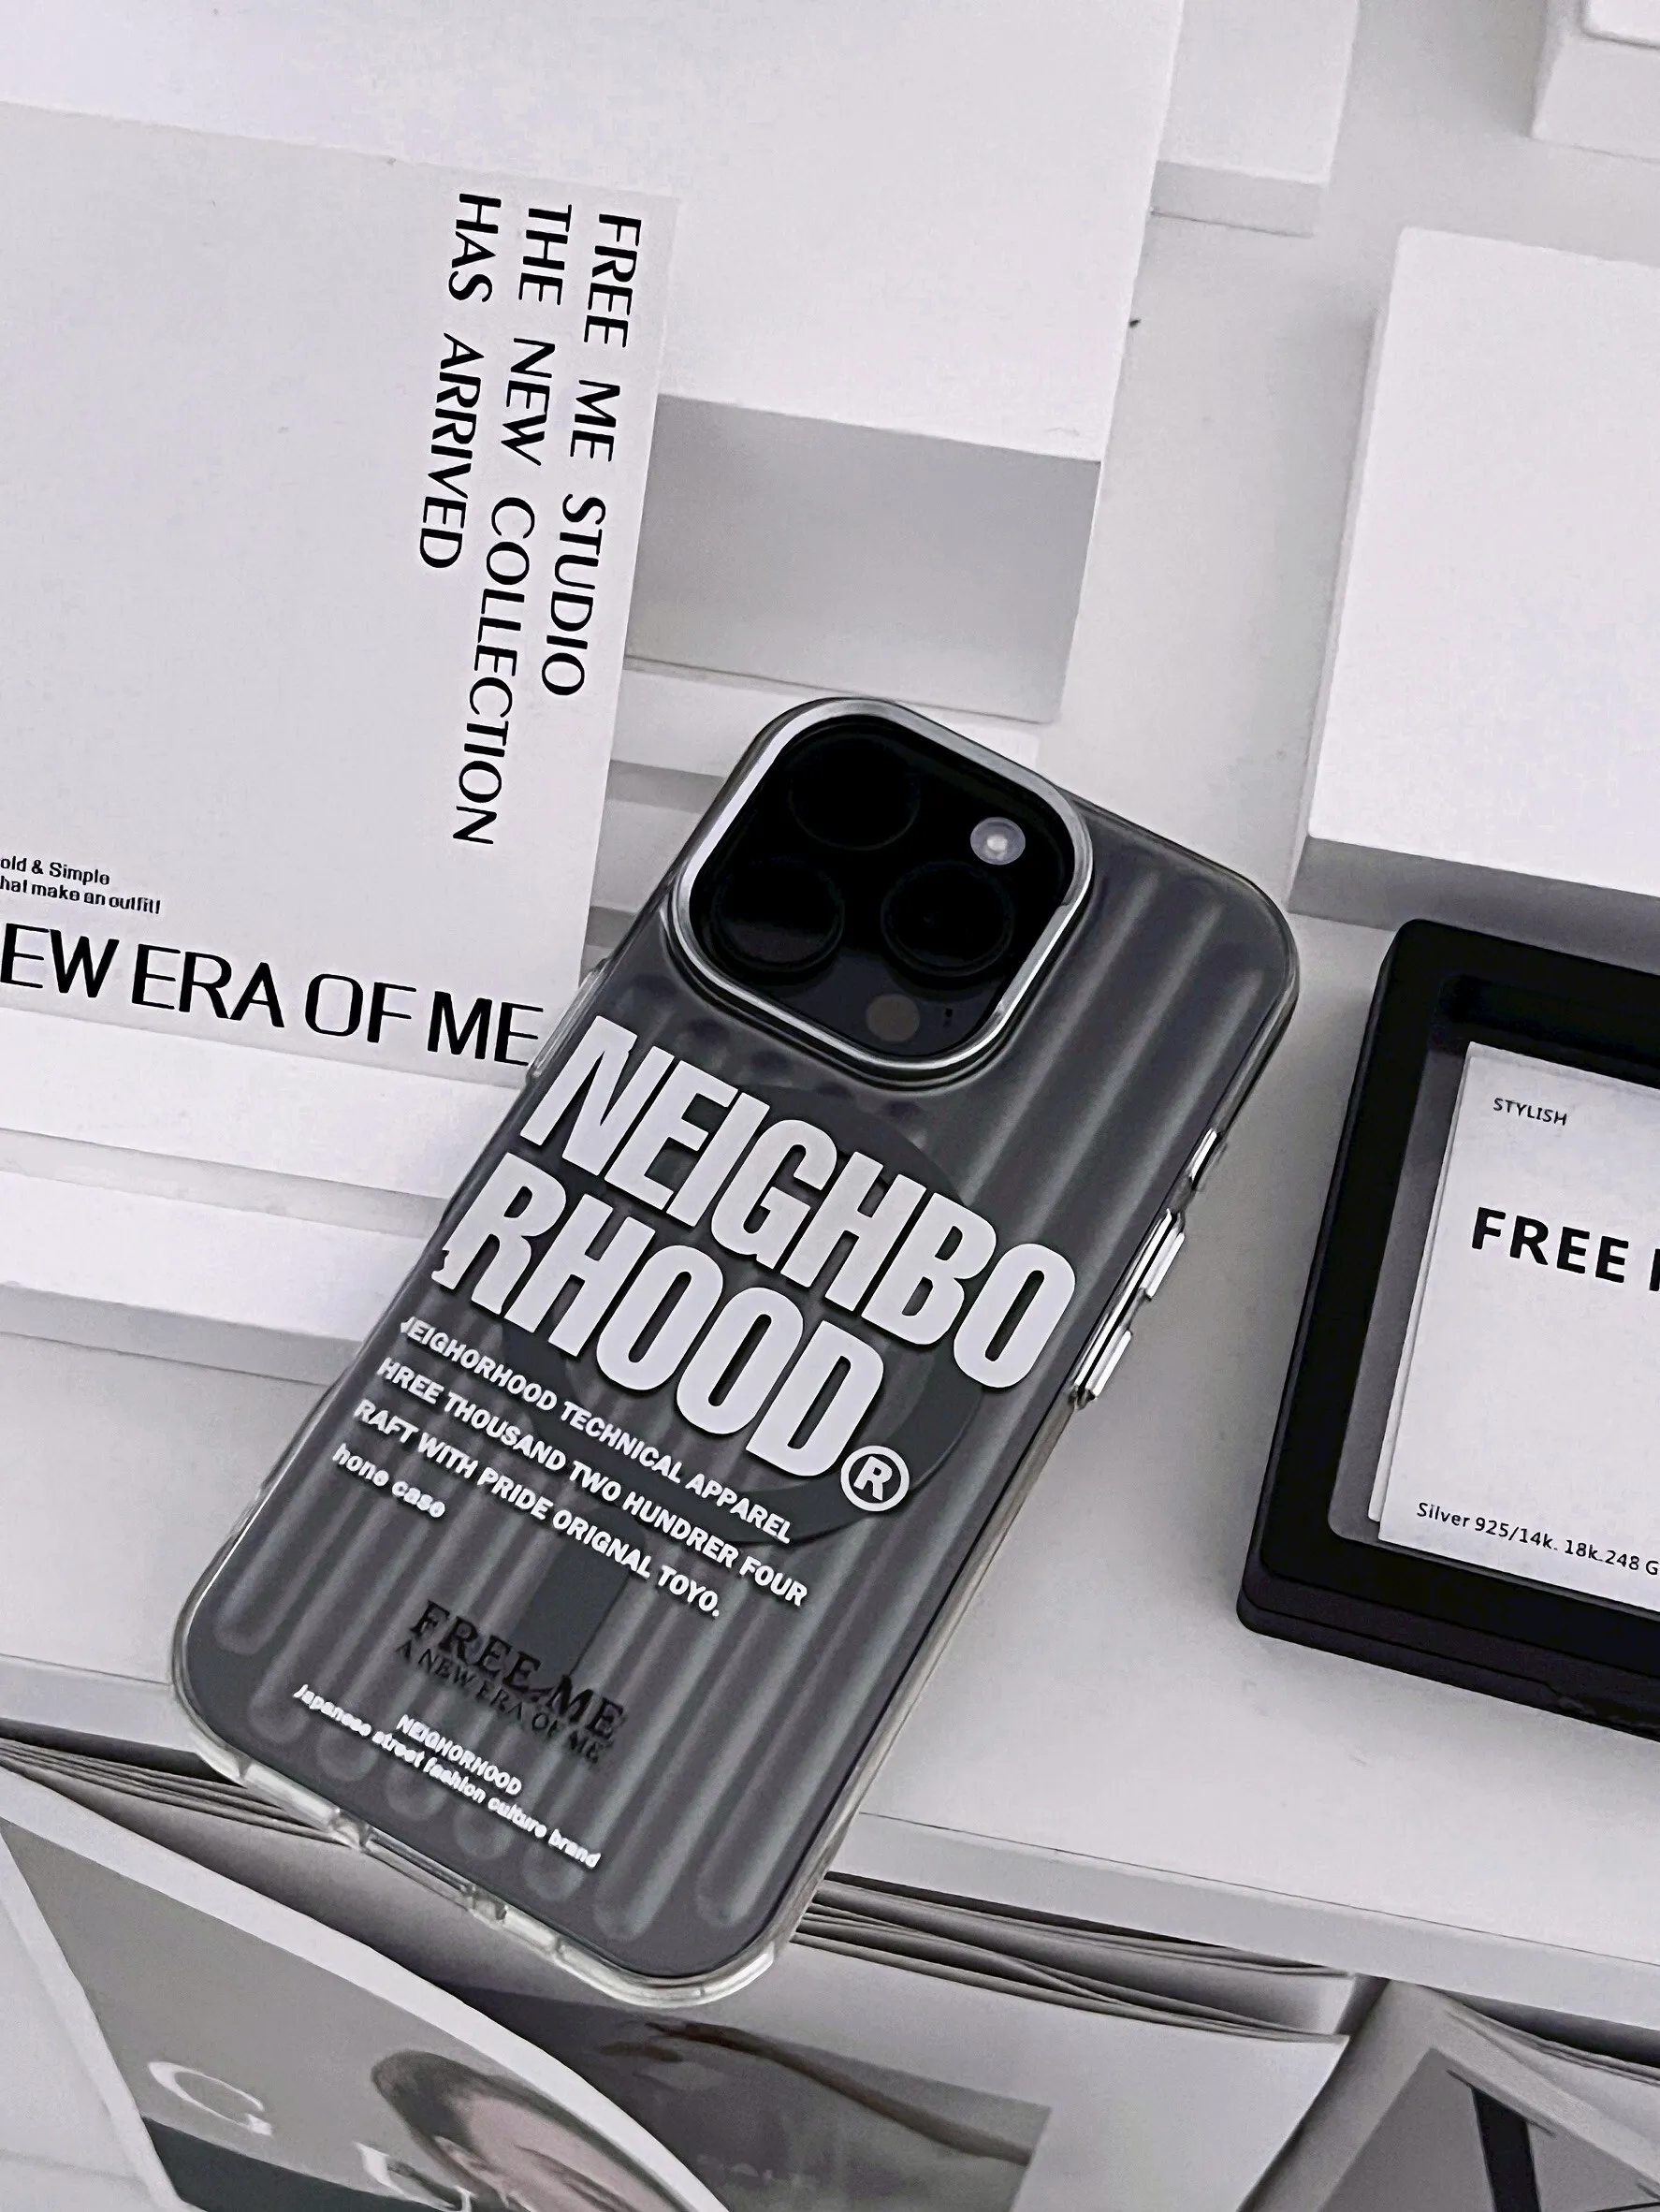 FREE ME STUDIO
THE NEW COLLECTION
HAS ARRIVED
old & Simple
hat make an outfit!
EW ERA OF ME
NEIGHBO
RHOOD®
NEIGHORHOOD TECHNICAL APPAREL
HREE THOUSAND TWO HUNDRER FOUR
RAFT WITH PRIDE ORIGNAL TOYO.
hone case
FREE ME
A NEW ERA OF ME
NEIGHORHOOD
Japanese street fashion culture brand
STYLISH
FREE
Silver 925/14k. 18k.248 G
G U